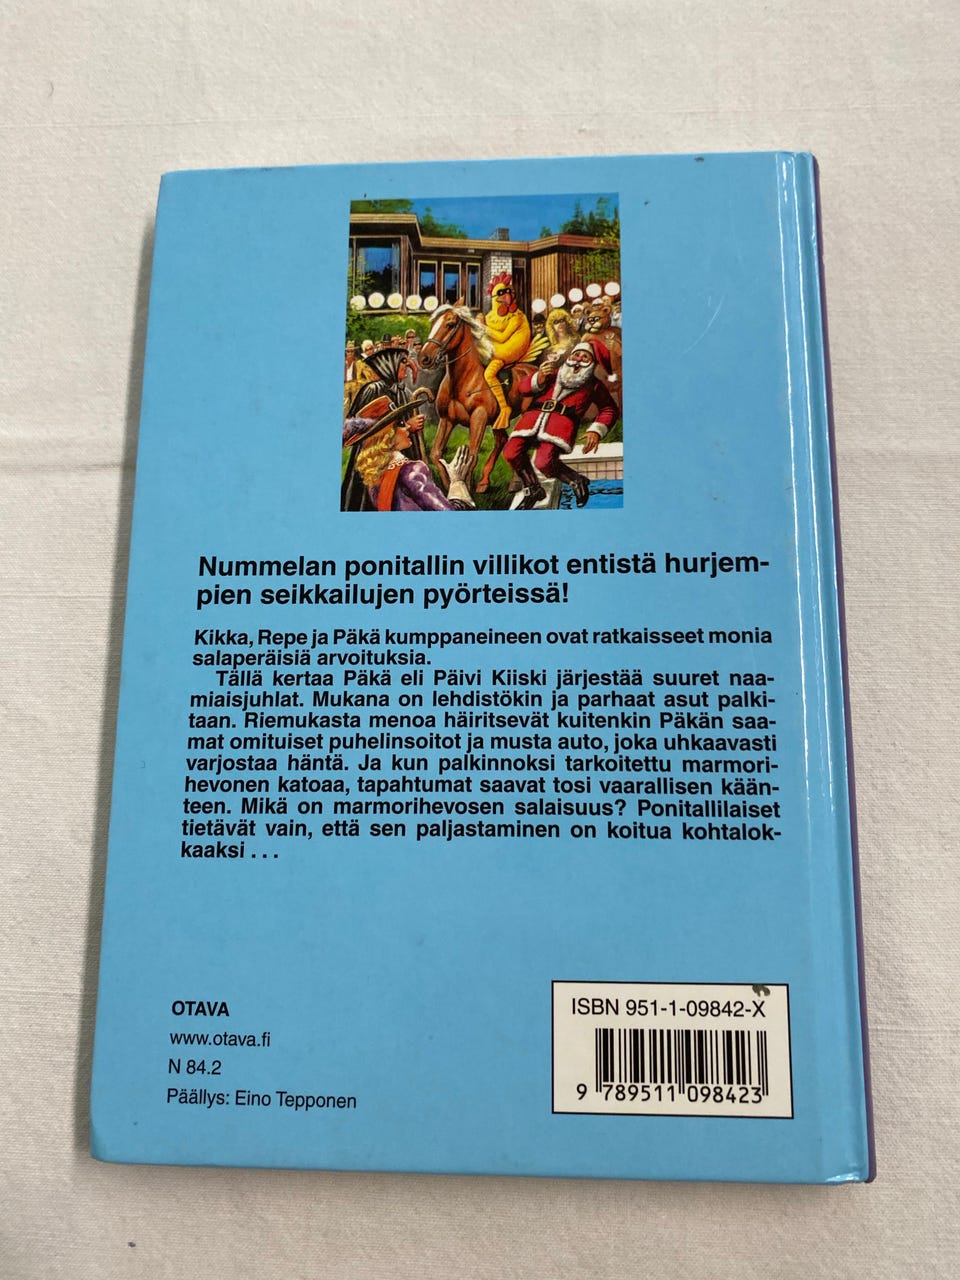 Nummelan ponitallin villikot entistä hurjem-
pien seikkailujen pyörteissä!
Kikka, Repe ja Päkä kumppaneineen ovat ratkaisseet monia
salaperäisiä arvoituksia.
Tällä kertaa Päkä eli Päivi Kiiski järjestää suuret naa-
miaisjuhlat. Mukana on lehdistökin ja parhaat asut palki-
taan. Riemukasta menoa häiritsevät kuitenkin Päkän saa-
mat omituiset puhelinsoitot ja musta auto, joka uhkaavasti
varjostaa häntä. Ja kun palkinnoksi tarkoitettu marmori-
hevonen katoaa, tapahtumat saavat tosi vaarallisen kään-
teen. Mikä on marmorihevosen salaisuus? Ponitallilaiset
tietävät vain, että sen paljastaminen on koitua kohtalok-
kaaksi . . .
OTAVA
www.otava.fi
N 84.2
Päällys: Eino Tepponen
ISBN 951-1-09842-X
9 789511 098423